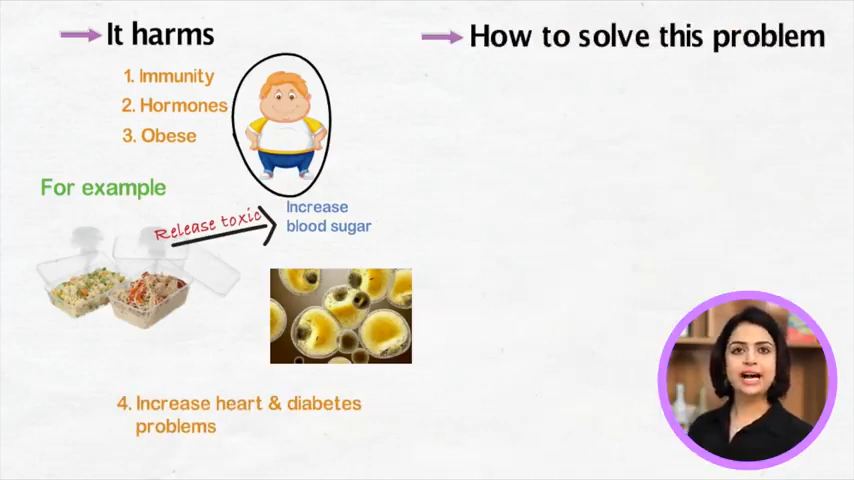 It harms
1. Immunity
2. Hormones
3. Obese
For example
Release toxic
Increase
blood sugar
4. Increase heart & diabetes
problems
How to solve this problem